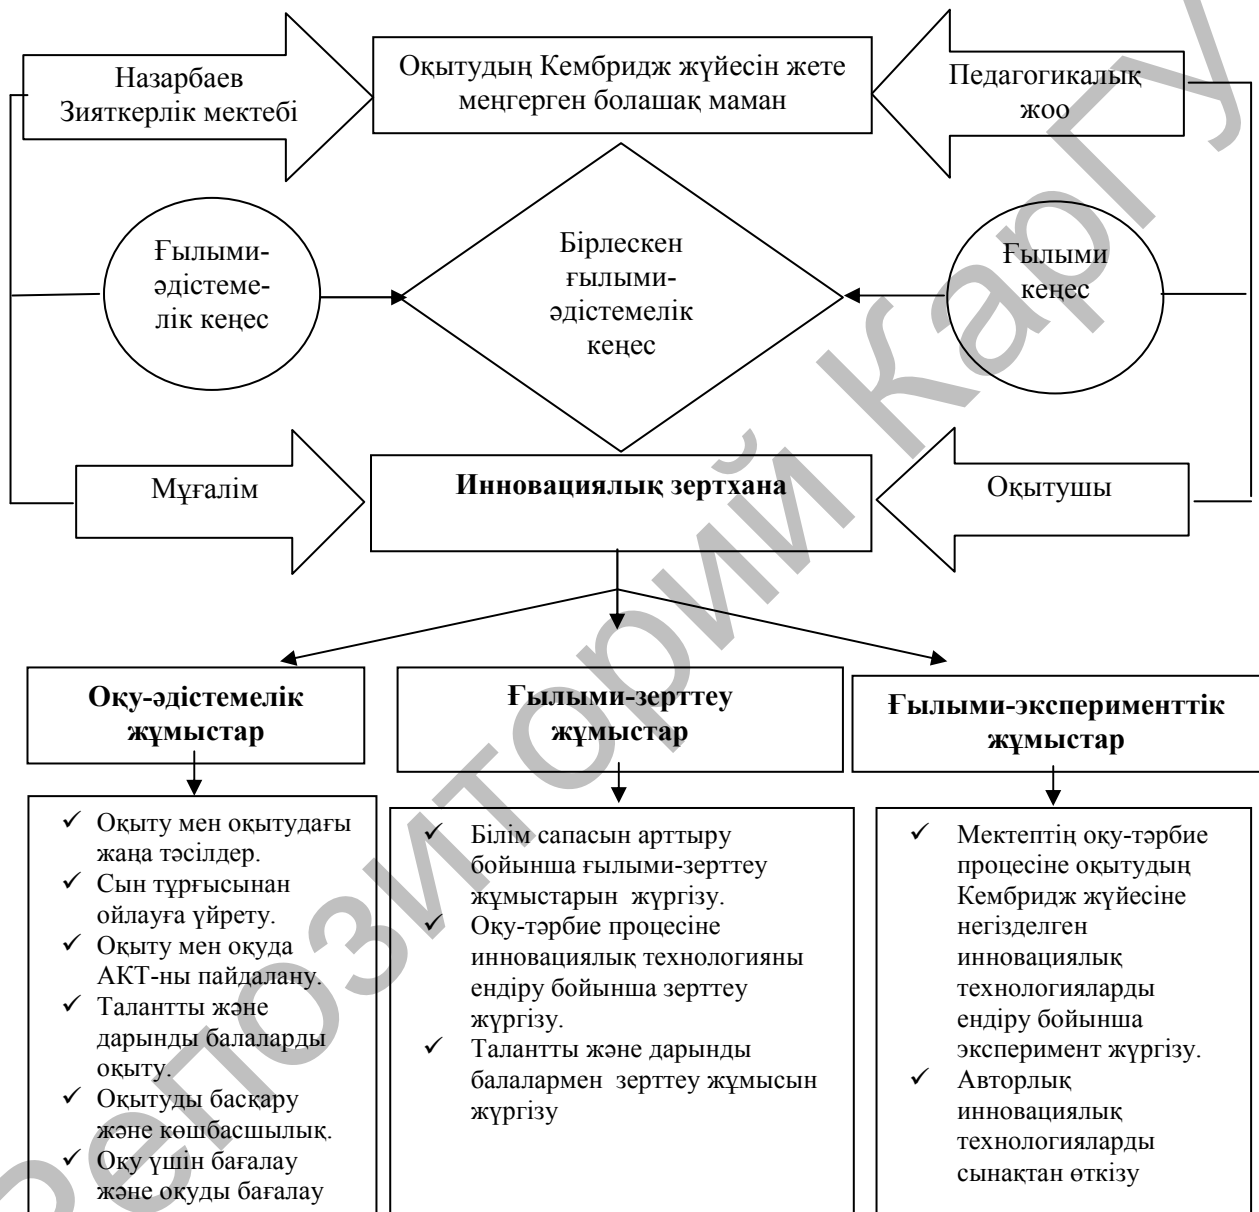 Назарбаев
Зияткерлік мектебі
Оқытудың Кембридж жүйесін жете
меңгерген болашақ маман
Педагогикалық
жоо
Ғылыми-
әдістеме-
лік кеңес
Бірлескен
ғылыми-
әдістемелік
кеңес
Ғылыми
кеңес
Мұғалім
Инновациялық зертхана
Оқытушы
Оқу-әдістемелік
жұмыстар
Ғылыми-зерттеу
жұмыстар
Ғылыми-эксперименттік
жұмыстар
✓ Оқыту мен оқытудағы
жаңа тәсілдер.
✓ Сын тұрғысынан
ойлауға үйрету.
✓ Оқыту мен оқуда
АКТ-ны пайдалану.
✓ Талантты және
дарынды балаларды
оқыту.
✓ Оқытуды басқару
және көшбасшылық.
✓ Оқу үшін бағалау
және оқуды бағалау
✓ Білім сапасын арттыру
бойынша ғылыми-зерттеу
жұмыстарын жүргізу.
✓ Оқу-тәрбие процесіне
инновациялық технологияны
ендіру бойынша зерттеу
жүргізу.
✓ Талантты және дарынды
балалармен зерттеу жұмысын
жүргізу
✓ Мектептің оқу-тәрбие
процесіне оқытудың
Кембридж жүйесіне
негізделген
инновациялық
технологияларды
ендіру бойынша
эксперимент жүргізу.
✓ Авторлық
инновациялық
технологияларды
сынақтан өткізу
Репозиторий КарГУ